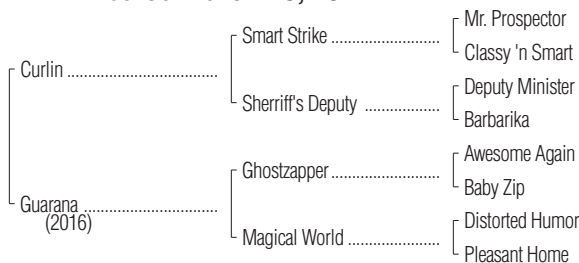 Smart Strike
Mr. Prospector
Classy 'n Smart
Curlin
Sherriff's Deputy
Deputy Minister
Barbarika
Ghostzapper
Awesome Again
Baby Zip
Guarana
(2016)
Magical World
Distorted Humor
Pleasant Home